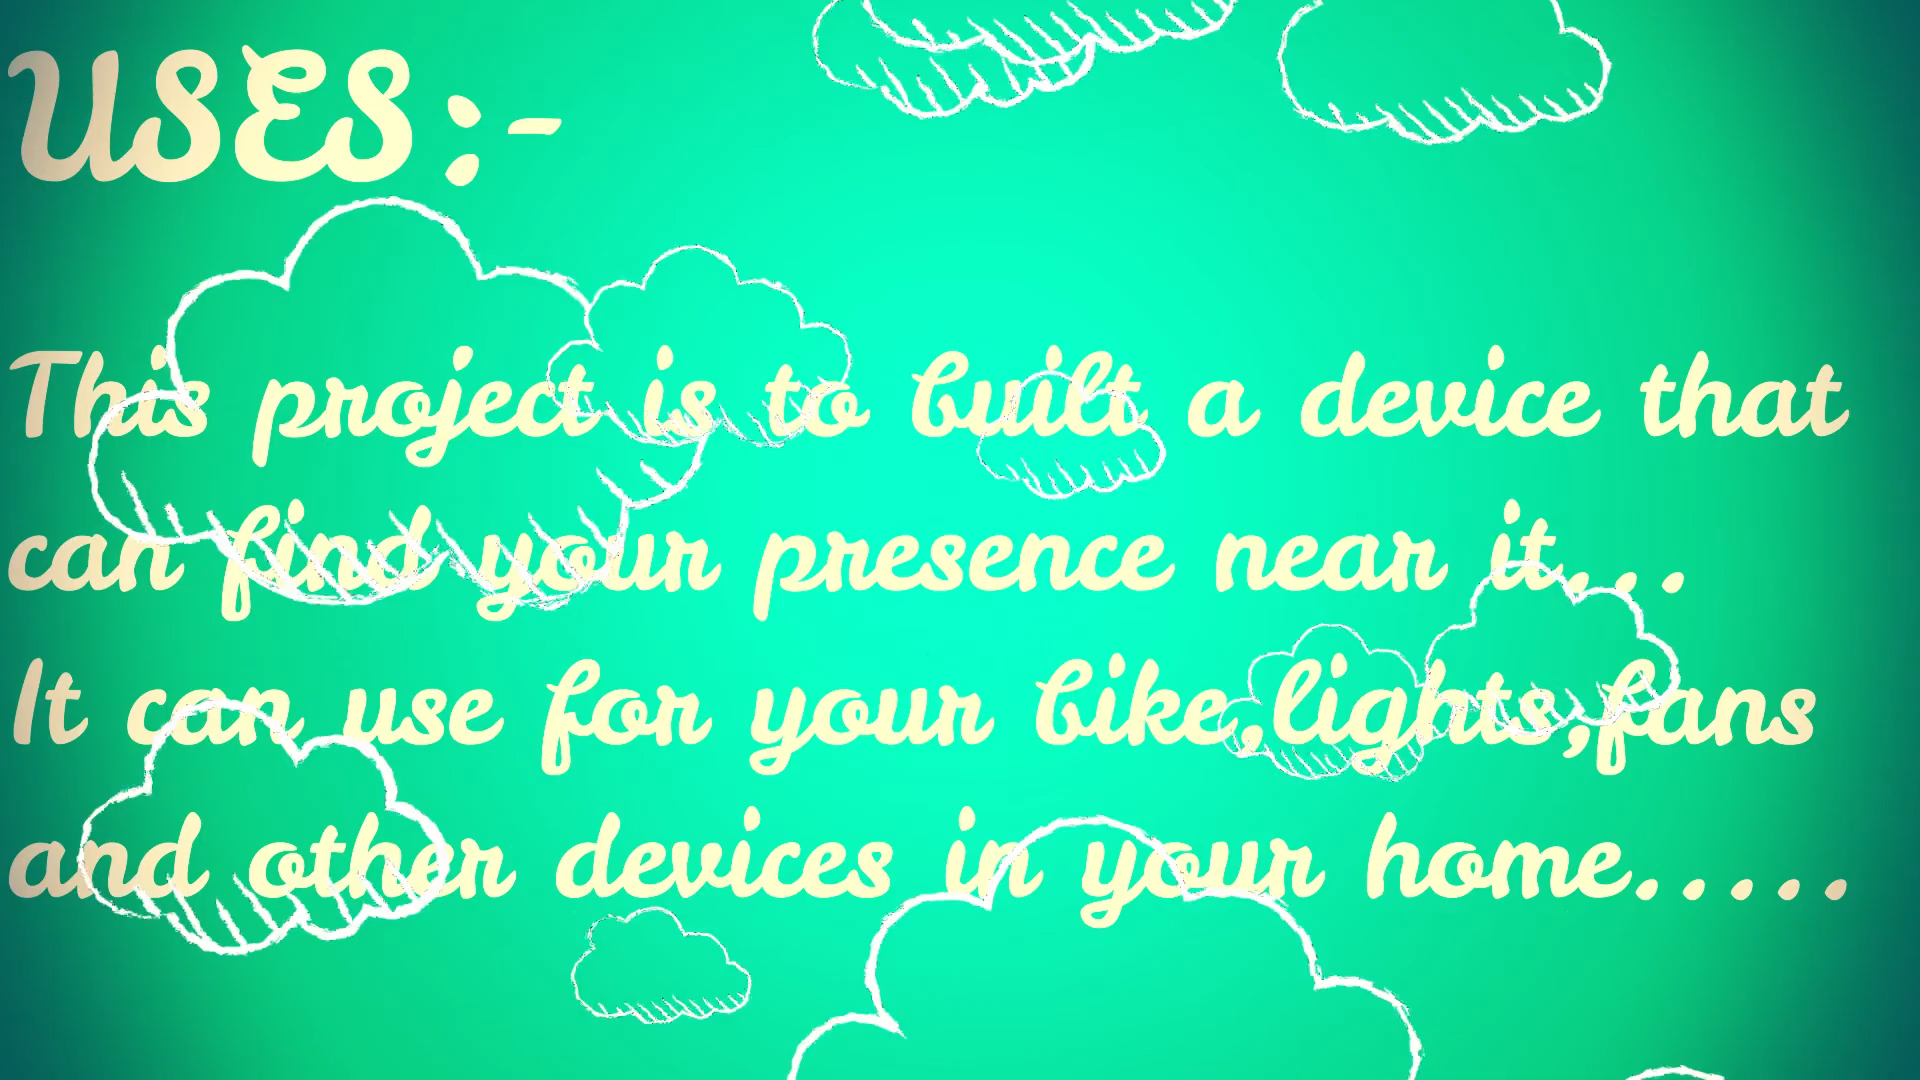 USES:-
This project is to built a device that
can find your presence near it...
It can use for your bike,lights,fans
and other devices in your home.....